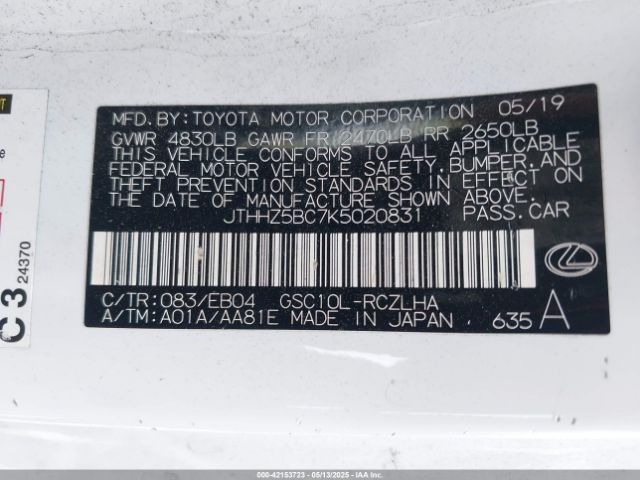 MFD. BY: TOYOTA MOTOR CORPORATION 05/19
GVWR 4830LB GAWR FR 2470LB RR 2650LB
THIS VEHICLE CONFORMS TO ALL APPLICABLE
FEDERAL MOTOR VEHICLE SAFETY, BUMPER, AND
THEFT PREVENTION STANDARDS IN EFFECT ON
THE DATE OF MANUFACTURE SHOWN ABOVE.
JTHHZ5BC7K5020831 PASS. CAR
C/TR: 083/EB04 GSC10L-RCZLHA
A/TM: A01A/AA81E MADE IN JAPAN 635 A
C 3 24370
000-42153723 - 05/13/2025 - IAAI.COM